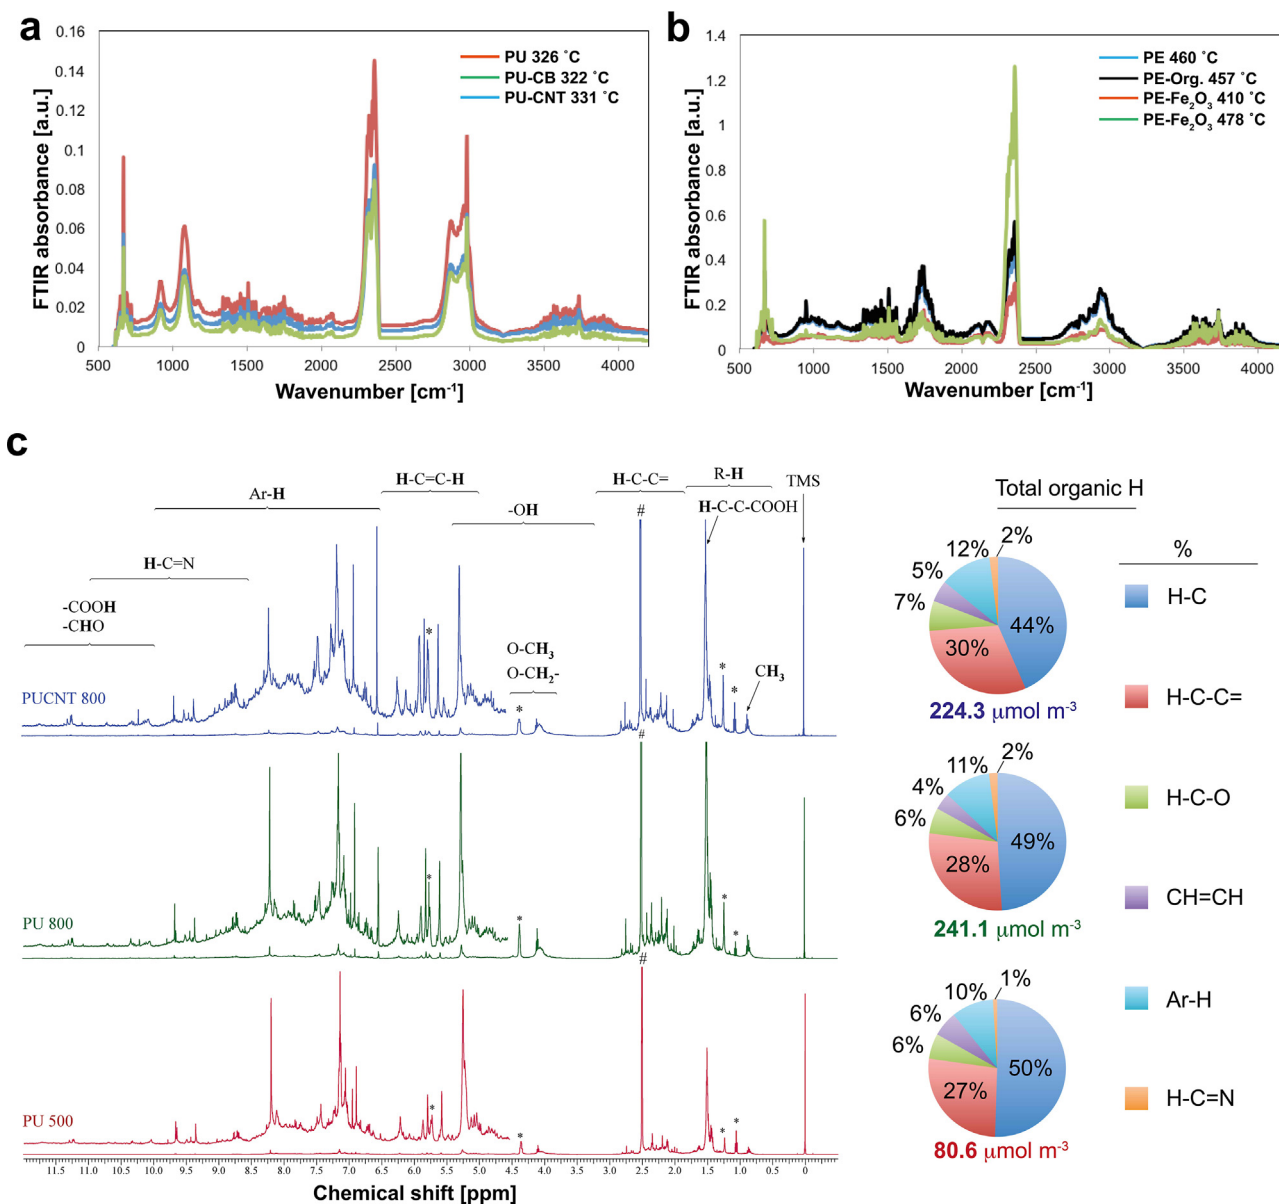 a
FTIR absorbance [a.u.]
0.16
0.14
0.12
0.1
0.08
0.06
0.04
0.02
0
500 1000 1500 2000 2500 3000 3500 4000
Wavenumber [cm⁻¹]
PU 326 ˚C
PU-CB 322 ˚C
PU-CNT 331 ˚C
b
FTIR absorbance [a.u.]
1.4
1.2
1
0.8
0.6
0.4
0.2
0
500 1000 1500 2000 2500 3000 3500 4000
Wavenumber [cm⁻¹]
PE 460 ˚C
PE-Org. 457 ˚C
PE-Fe₂O₃ 410 ˚C
PE-Fe₂O₃ 478 ˚C
c
H-C=C-H
H-C-C=
R-H
TMS
Ar-H
-OH
#
H-C-C-COOH
H-C=N
-COOH
-CHO
O-CH₃
O-CH₂-
CH₃
* * * *
PUCNT 800
#
* * * *
PU 800
#
* * * *
PU 500
11.5 11.0 10.5 10.0 9.5 9.0 8.5 8.0 7.5 7.0 6.5 6.0 5.5 5.0 4.5 4.0 3.5 3.0 2.5 2.0 1.5 1.0 0.5 0
Chemical shift [ppm]
Total organic H
%
2%
12%
5%
7%
44%
30%
224.3 μmol m⁻³
2%
11%
4%
6%
49%
28%
241.1 μmol m⁻³
1%
10%
6%
6%
50%
27%
80.6 μmol m⁻³
H-C
H-C-C=
H-C-O
CH=CH
Ar-H
H-C=N